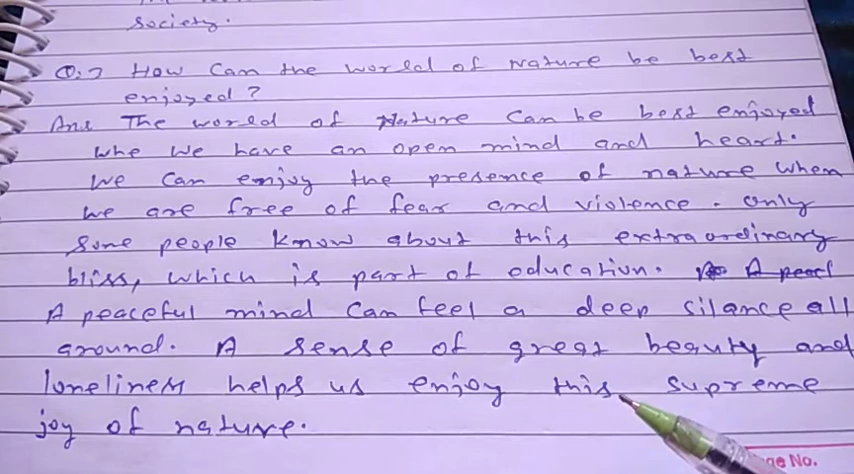 society.
Q.7 How Can the world of Nature be best
enjoyed?
Ans The world of Nature Can be best enjoyed
whe we have an open mind and heart.
We can enjoy the presence of nature when
we are free of fear and violence. Only
some people know about this extraordinary
bliss, which is part of education. A peac
A peaceful mind Can feel a deep silance all
around. A sense of great beauty and
loneliness helps us enjoy this supreme
joy of nature.
No.